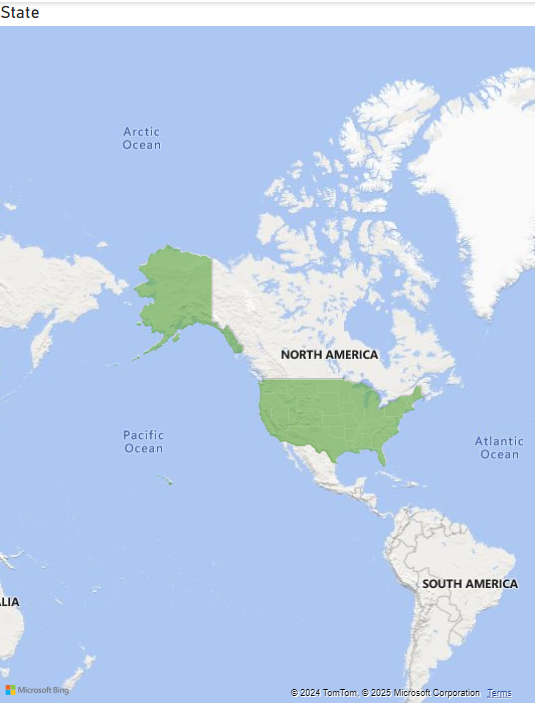 State
Arctic
Ocean
NORTH AMERICA
Pacific
Ocean
Atlantic
Ocean
SOUTH AMERICA
LIA
Microsoft Bing
© 2024 TomTom, © 2025 Microsoft Corporation Terms